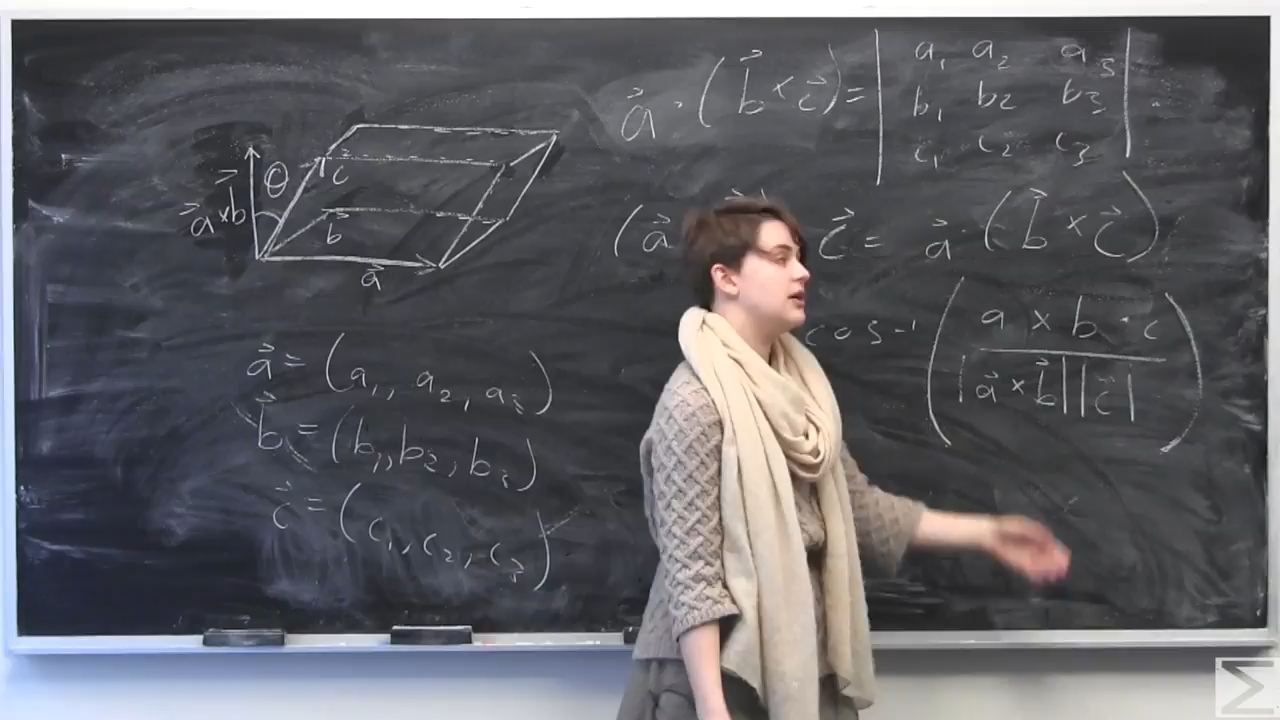 θ
c
a⃗×b⃗
b
a⃗
a⃗ = (a₁, a₂, a₃)
b⃗ = (b₁, b₂, b₃)
c⃗ = (c₁, c₂, c₃)
a⃗ · (b⃗ × c⃗) = | a₁ a₂ a₃
b₁ b₂ b₃
c₁ c₂ c₃ |
(a⃗ c⃗ = a⃗ · (b⃗ × c⃗)
cos⁻¹ ( a × b · c
|a⃗ × b⃗||c⃗| )
Σ